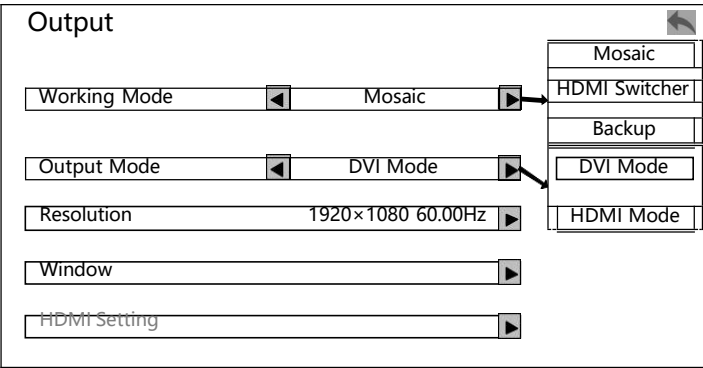 Output
Mosaic
Working Mode Mosaic HDMI Switcher
Backup
Output Mode DVI Mode DVI Mode
Resolution 1920×1080 60.00Hz HDMI Mode
Window
HDMI Setting